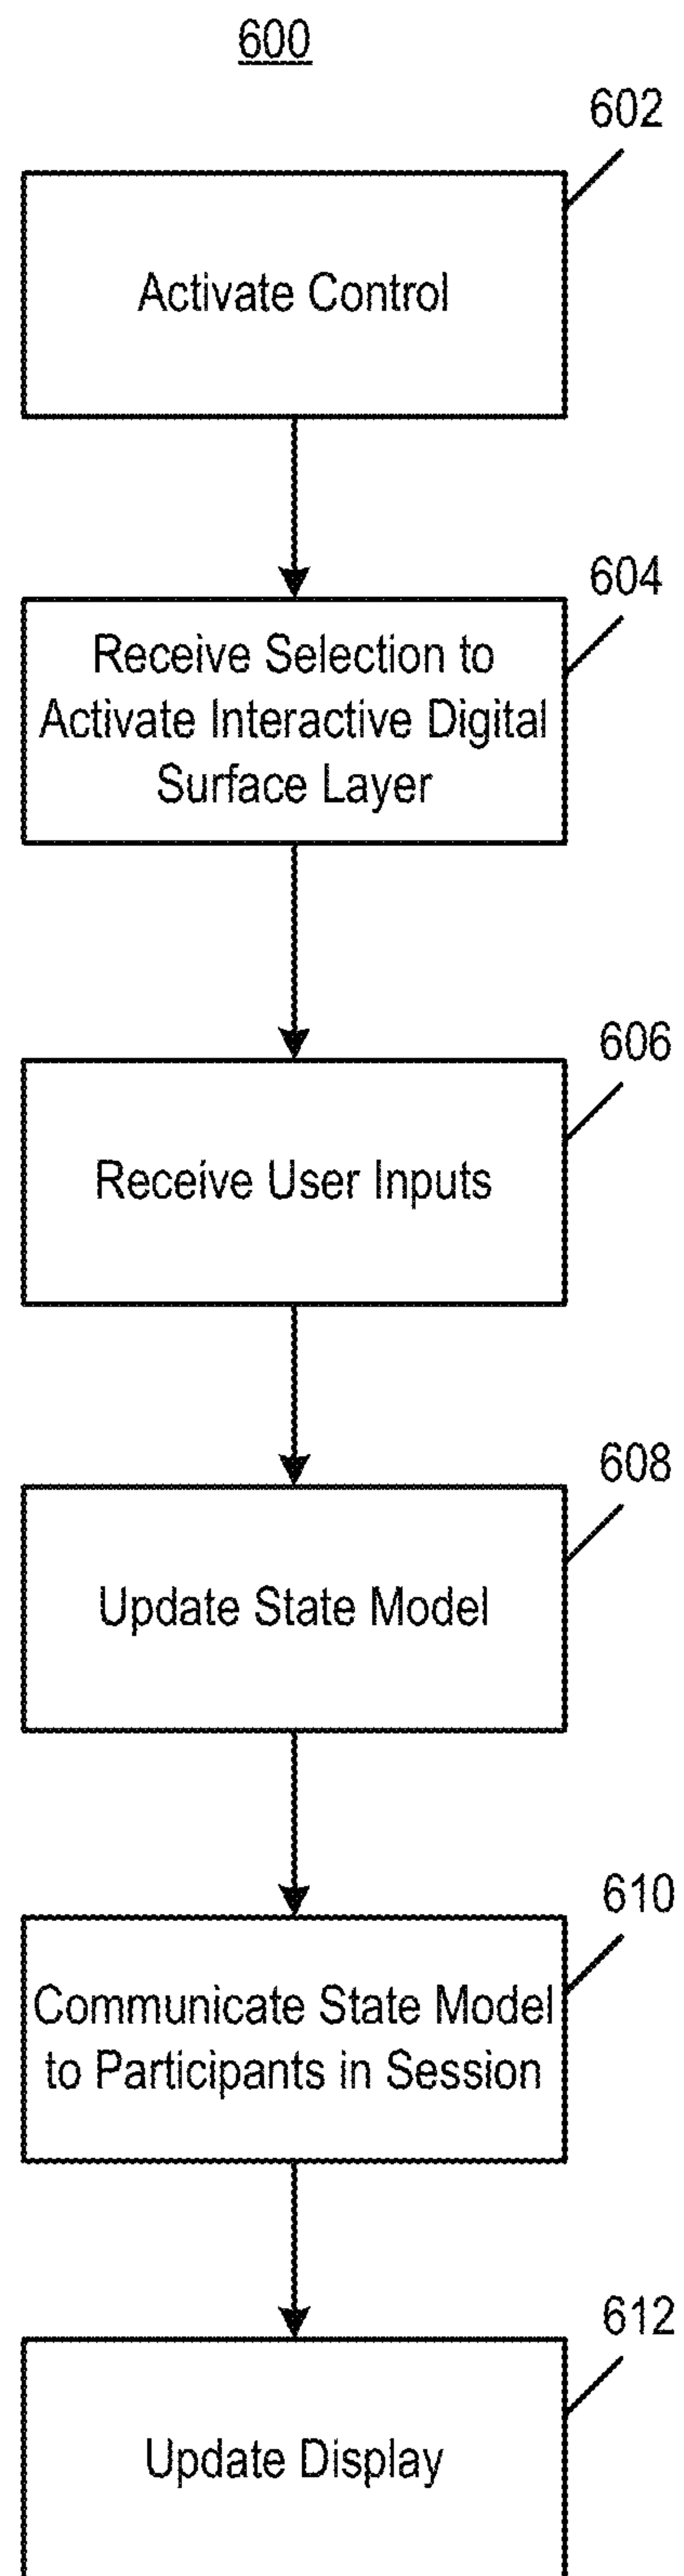 600
602
Activate Control
604
Receive Selection to
Activate Interactive Digital
Surface Layer
606
Receive User Inputs
608
Update State Model
610
Communicate State Model
to Participants in Session
612
Update Display